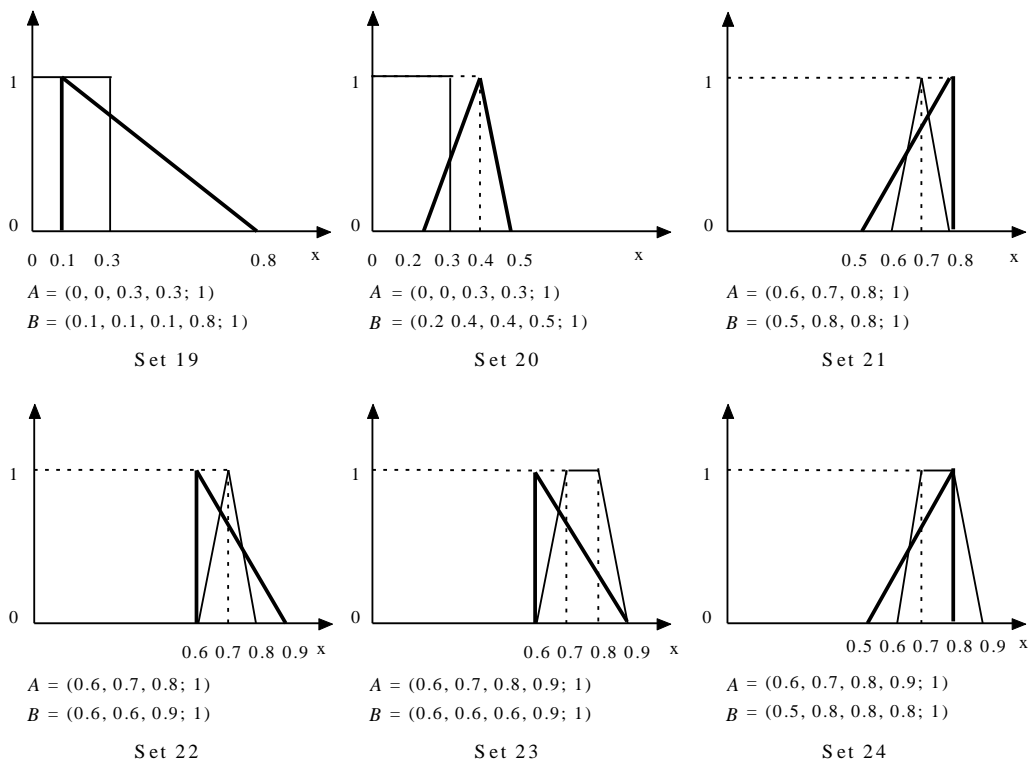 1
0
0 0.1 0.3 0.8 x
A = (0, 0, 0.3, 0.3; 1)
B = (0.1, 0.1, 0.1, 0.8; 1)
Set 19
1
0
0 0.2 0.3 0.4 0.5 x
A = (0, 0, 0.3, 0.3; 1)
B = (0.2 0.4, 0.4, 0.5; 1)
Set 20
1
0
0.5 0.6 0.7 0.8 x
A = (0.6, 0.7, 0.8; 1)
B = (0.5, 0.8, 0.8; 1)
Set 21
1
0
0.6 0.7 0.8 0.9 x
A = (0.6, 0.7, 0.8; 1)
B = (0.6, 0.6, 0.9; 1)
Set 22
1
0
0.6 0.7 0.8 0.9 x
A = (0.6, 0.7, 0.8, 0.9; 1)
B = (0.6, 0.6, 0.6, 0.9; 1)
Set 23
1
0
0.5 0.6 0.7 0.8 0.9 x
A = (0.6, 0.7, 0.8, 0.9; 1)
B = (0.5, 0.8, 0.8, 0.8; 1)
Set 24